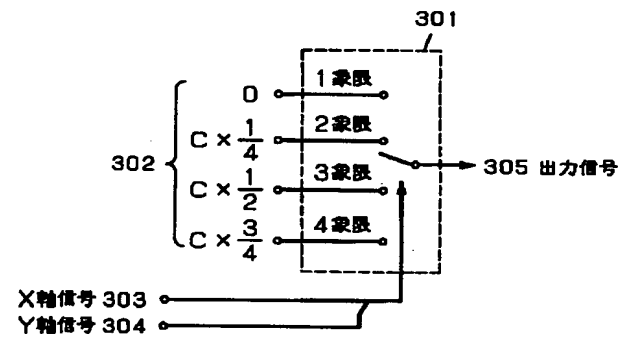 301
0 1象限
C × 1/4 2象限
302
C × 1/2 3象限
C × 3/4 4象限
305 出力信号
X軸信号 303
Y軸信号 304